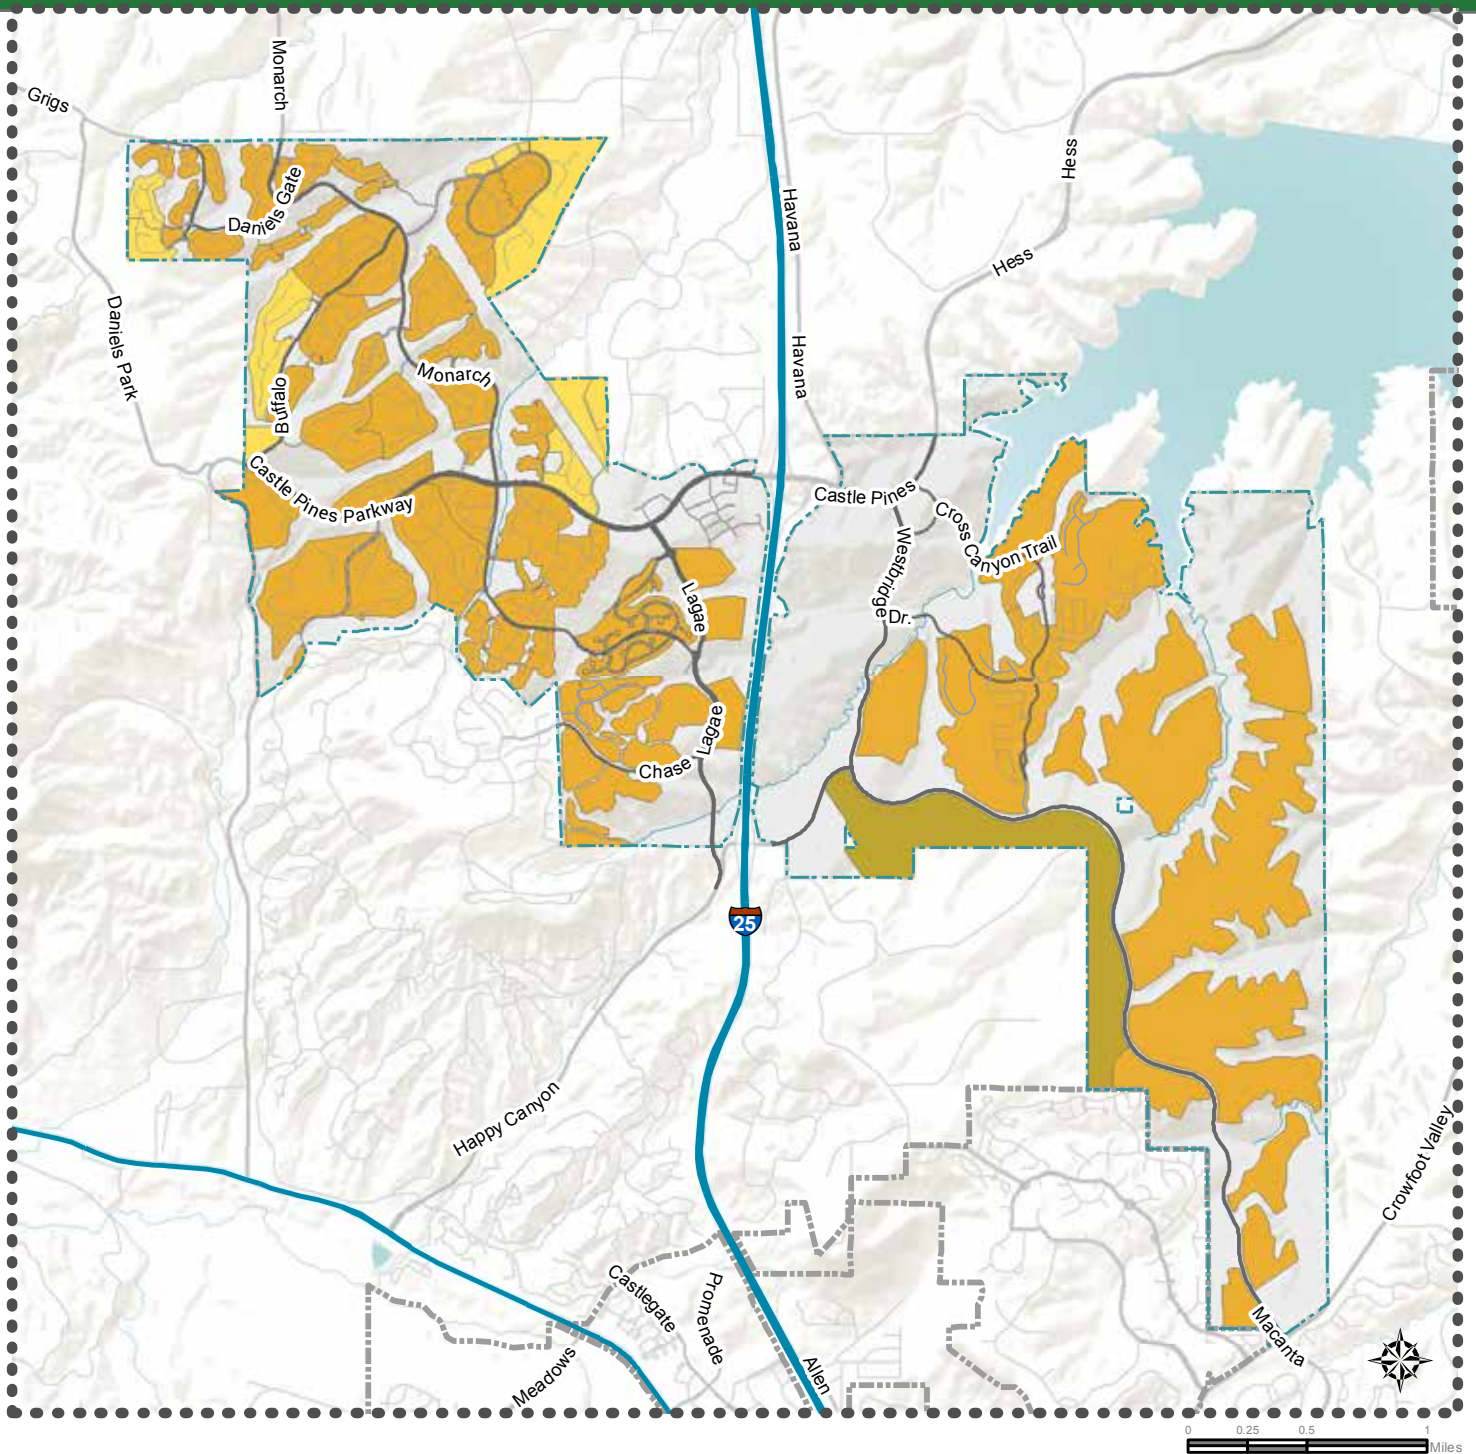 Monarch
Grigs
Hess
Daniels Gate
Havana
Hess
Daniels Park
Havana
Monarch
Buffalo
Castle Pines Parkway
Castle Pines
Cross Canyon Trail
Westbridge Dr.
Lagae
Lagae
Chase
25
Happy Canyon
Crowfoot Valley
Castlegate
Promenade
Meadows
Allen
Macanta
0 0.25 0.5 1
Miles